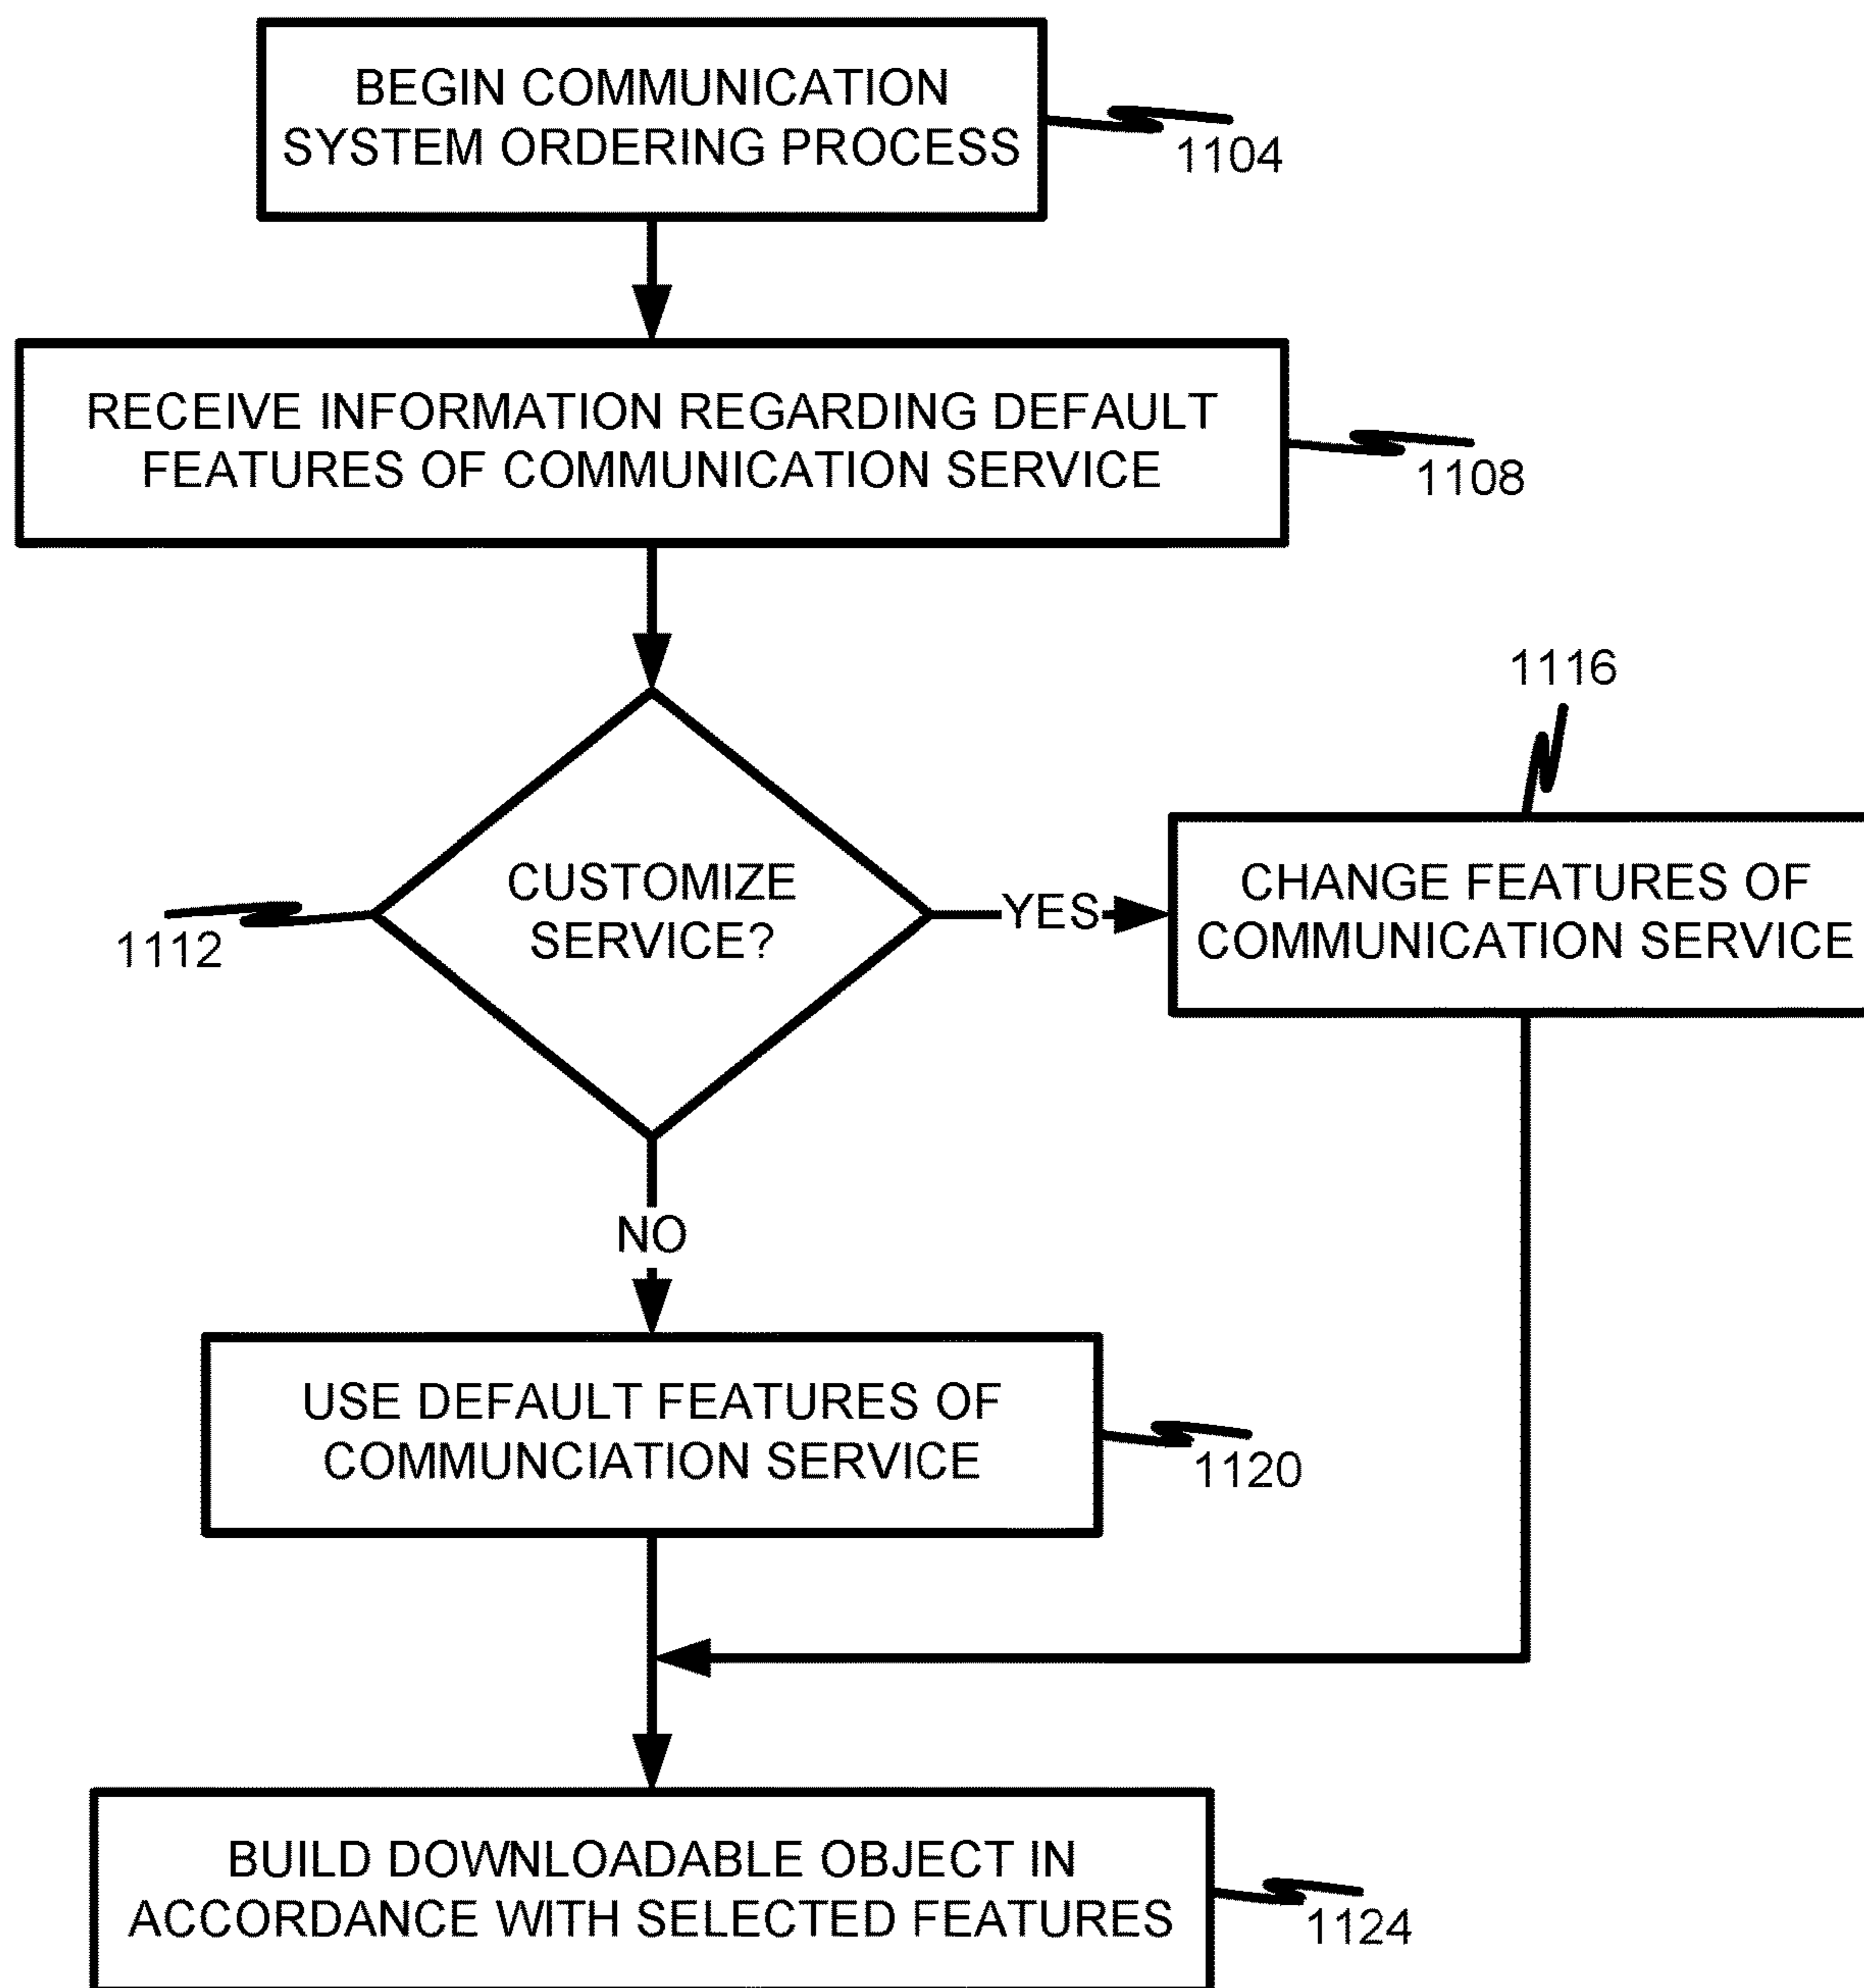 BEGIN COMMUNICATION
SYSTEM ORDERING PROCESS
1104
RECEIVE INFORMATION REGARDING DEFAULT
FEATURES OF COMMUNICATION SERVICE
1108
CUSTOMIZE
SERVICE?
1112
YES
1116
CHANGE FEATURES OF
COMMUNICATION SERVICE
NO
USE DEFAULT FEATURES OF
COMMUNCIATION SERVICE
1120
BUILD DOWNLOADABLE OBJECT IN
ACCORDANCE WITH SELECTED FEATURES
1124